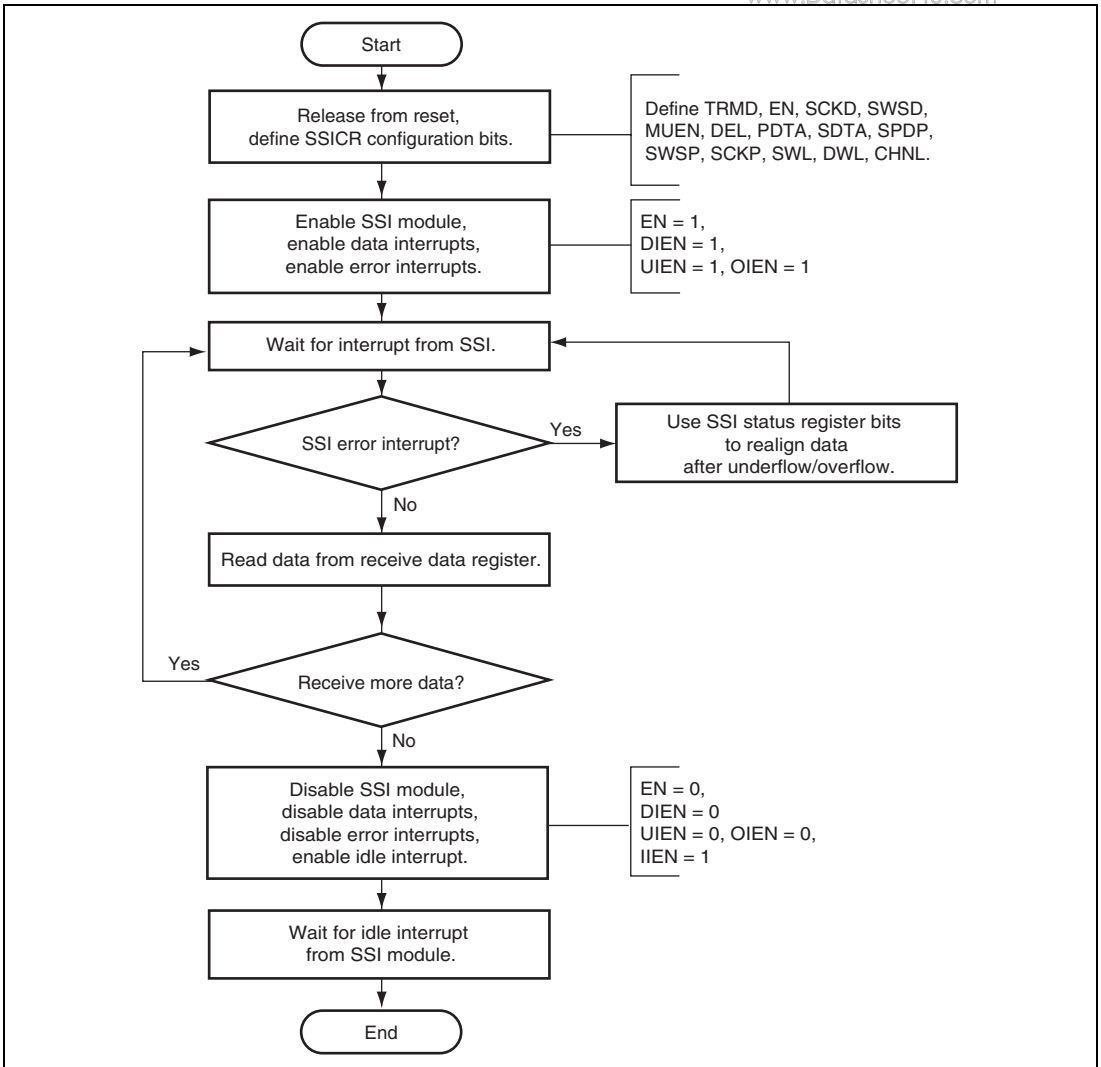 www.DataSheet4U.com
Start
Release from reset,
define SSICR configuration bits.
Define TRMD, EN, SCKD, SWSD,
MUEN, DEL, PDTA, SDTA, SPDP,
SWSP, SCKP, SWL, DWL, CHNL.
Enable SSI module,
enable data interrupts,
enable error interrupts.
EN = 1,
DIEN = 1,
UIEN = 1, OIEN = 1
Wait for interrupt from SSI.
SSI error interrupt?
Yes
Use SSI status register bits
to realign data
after underflow/overflow.
No
Read data from receive data register.
Yes
Receive more data?
No
Disable SSI module,
disable data interrupts,
disable error interrupts,
enable idle interrupt.
EN = 0,
DIEN = 0
UIEN = 0, OIEN = 0,
IIEN = 1
Wait for idle interrupt
from SSI module.
End